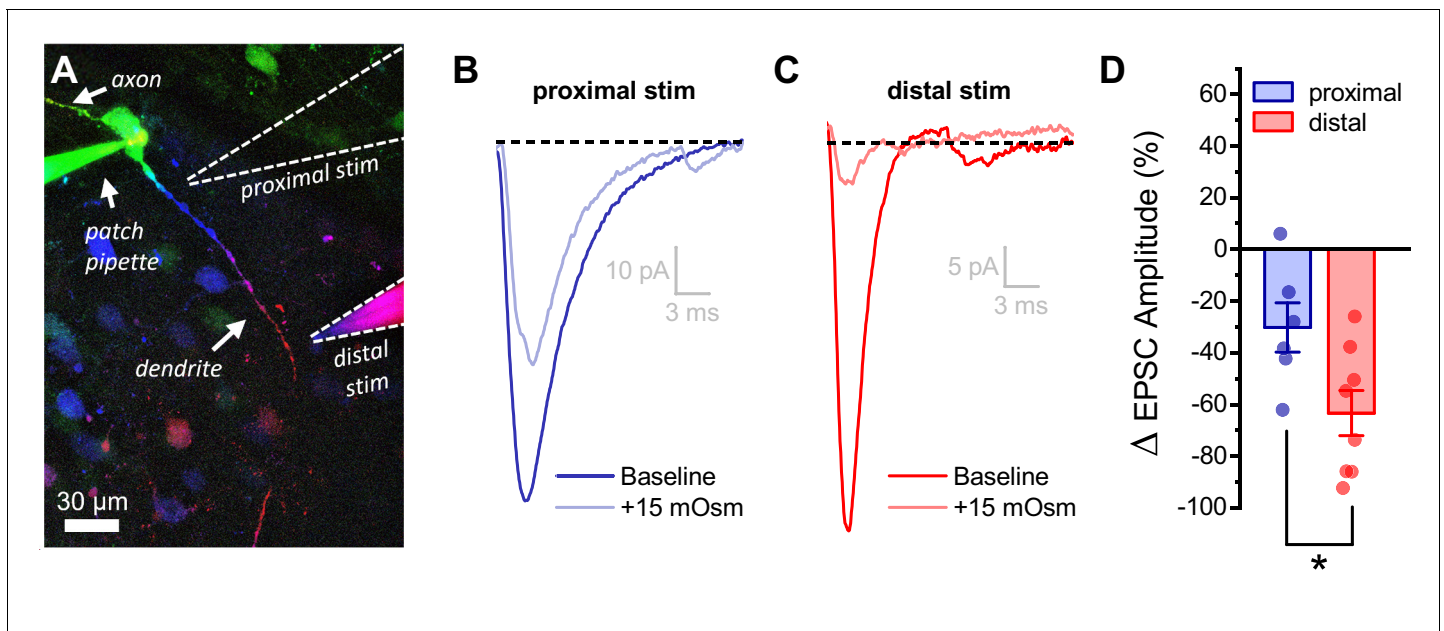 A
axon
patch
pipette
proximal stim
dendrite
distal
stim
30 µm
B
proximal stim
10 pA
3 ms
Baseline
+15 mOsm
C
distal stim
5 pA
3 ms
Baseline
+15 mOsm
D
Δ EPSC Amplitude (%)
60
40
20
0
-20
-40
-60
-80
-100
proximal
distal
*